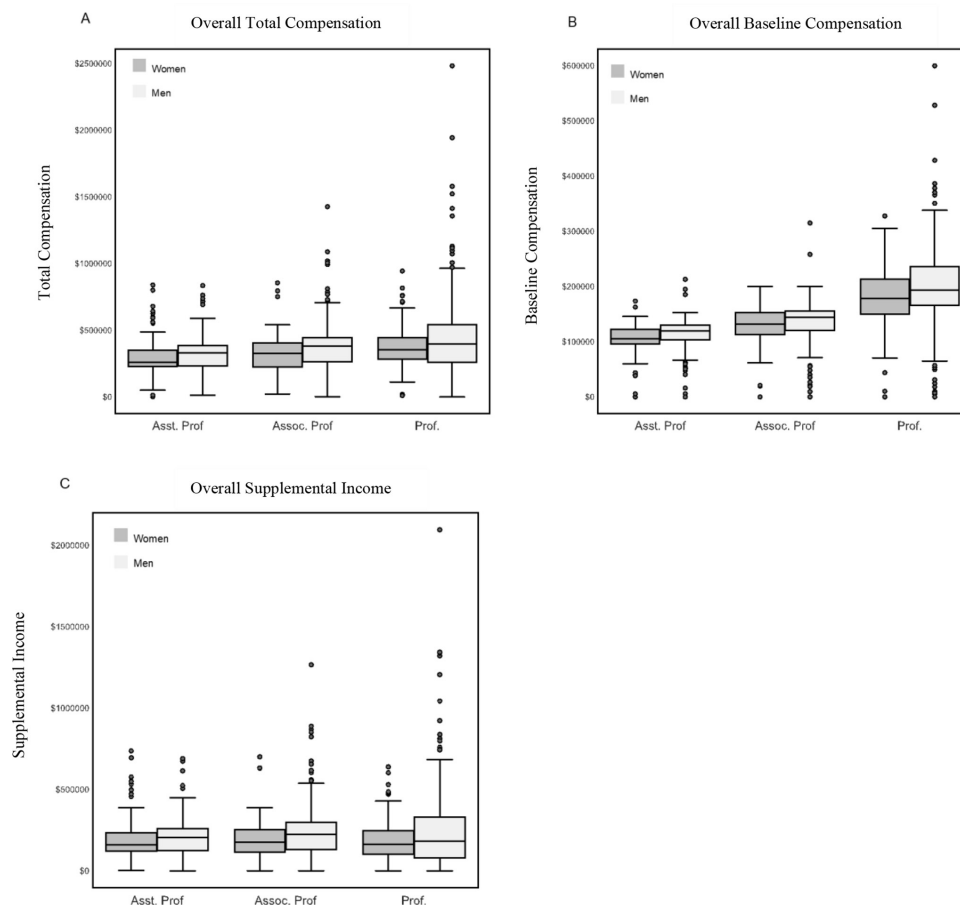 A
Overall Total Compensation
Women
Men
$2500000
$2000000
$1500000
$1000000
$500000
$0
Total Compensation
Asst. Prof
Assoc. Prof
Prof.
B
Overall Baseline Compensation
Women
Men
$600000
$500000
$400000
$300000
$200000
$100000
$0
Baseline Compensation
Asst. Prof
Assoc. Prof
Prof.
C
Overall Supplemental Income
Women
Men
$2000000
$1500000
$1000000
$500000
$0
Supplemental Income
Asst. Prof
Assoc. Prof
Prof.